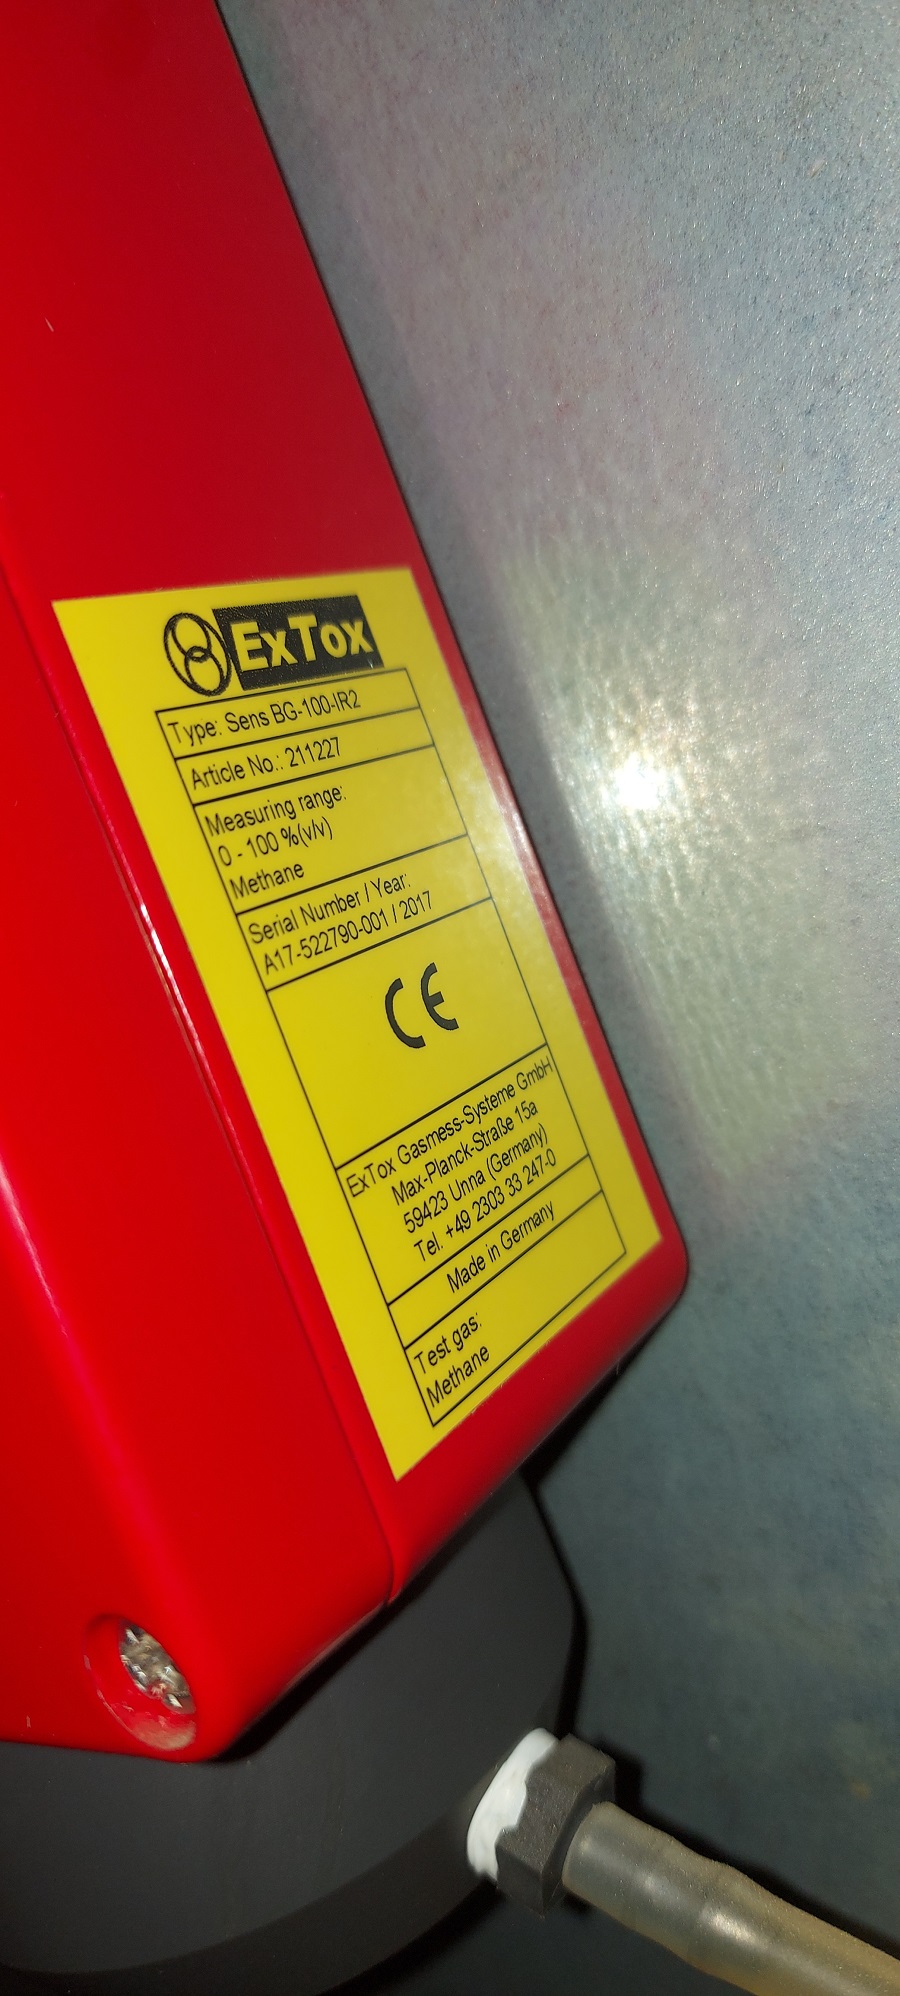 ExTox
Type: Sens BG-100-IR2
Article No.: 211227
Measuring range:
0 - 100 %(v/v)
Methane
Serial Number / Year:
A17-522790-001 / 2017
CE
ExTox Gasmess-Systeme GmbH
Max-Planck-Straße 15a
59423 Unna (Germany)
Tel. +49 2303 33 247-0
Made in Germany
Test gas:
Methane